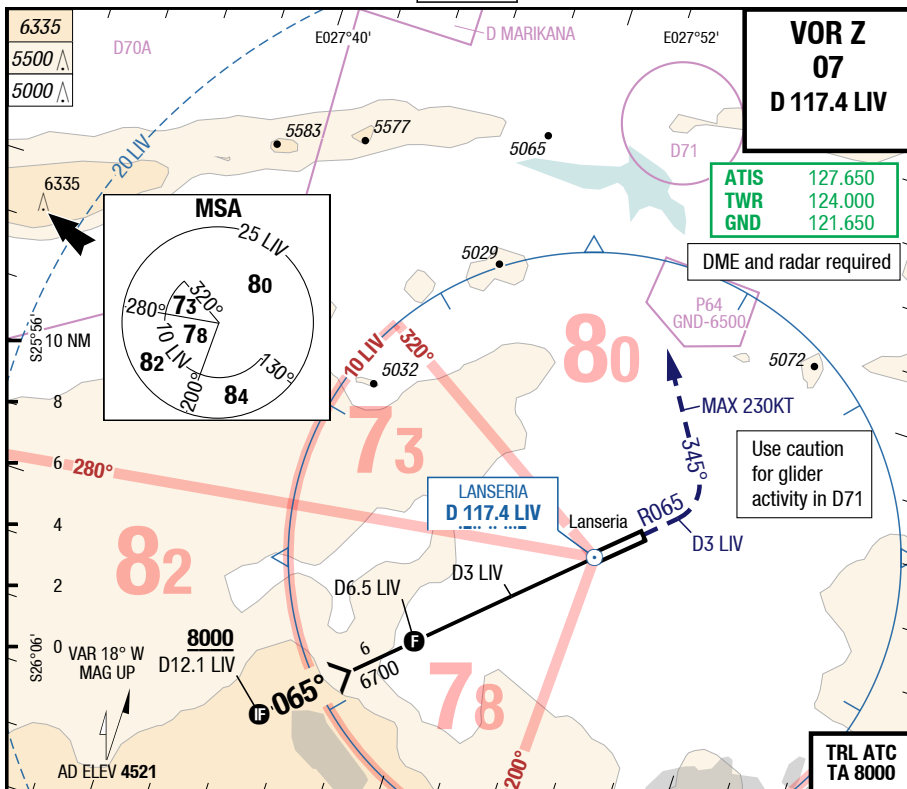 6335
5500
5000
D70A
E027°40'
D MARIKANA
E027°52'
VOR Z
07
D 117.4 LIV
20 LIV
5583
5577
5065
D71
ATIS 127.650
TWR 124.000
GND 121.650
6335
MSA
25 LIV
80
320°
280°
73
78
10 LIV
82
130°
200°
84
5029
DME and radar required
P64
GND-6500
S25°56'
10 NM
10 LIV
320°
80
5032
5072
8
MAX 230KT
73
345°
Use caution
for glider
activity in D71
6
280°
LANSERIA
D 117.4 LIV
Lanseria
R065
4
D3 LIV
82
D3 LIV
2
D6.5 LIV
F
0
S26°06'
8000
D12.1 LIV
VAR 18° W
MAG UP
6
6700
78
IF
065°
200°
AD ELEV 4521
TRL ATC
TA 8000